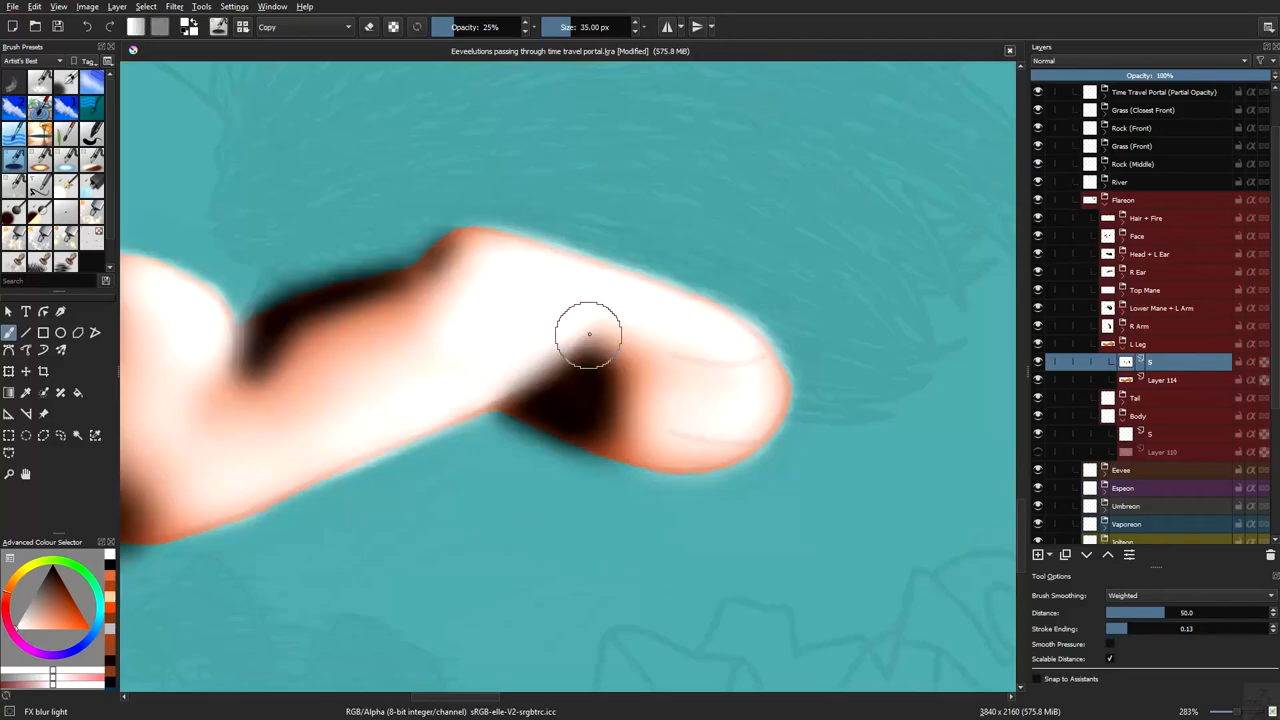 File Edit View Image Layer Select Filter Tools Settings Window Help
Copy Opacity: 25% Size: 35.00 px
Brush Presets
Eeveelutions passing through time travel portal.kra [Modified] (575.8 MiB)
Layers
Artist's Best Tag
Normal
Opacity: 100%
Time Travel Portal (Partial Opacity)
Grass (Closest Front)
Rock (Front)
Grass (Front)
Rock (Middle)
River
Flareon
Hair + Fire
Face
Head + L Ear
R Ear
Top Mane
Lower Mane + L Arm
R Arm
L Leg
S
Layer 114
Tail
Body
S
Layer 110
Eevee
Espeon
Umbreon
Vaporeon
Jolteon
Search
Advanced Colour Selector
Tool Options
Brush Smoothing: Weighted
Distance: 50.0
Stroke Ending: 0.13
Smooth Pressure:
Scalable Distance:
Snap to Assistants
FX blur light
RGB/Alpha (8-bit integer/channel) sRGB-elle-V2-srgbtrc.icc
3840 x 2160 (575.8 MiB)
283%